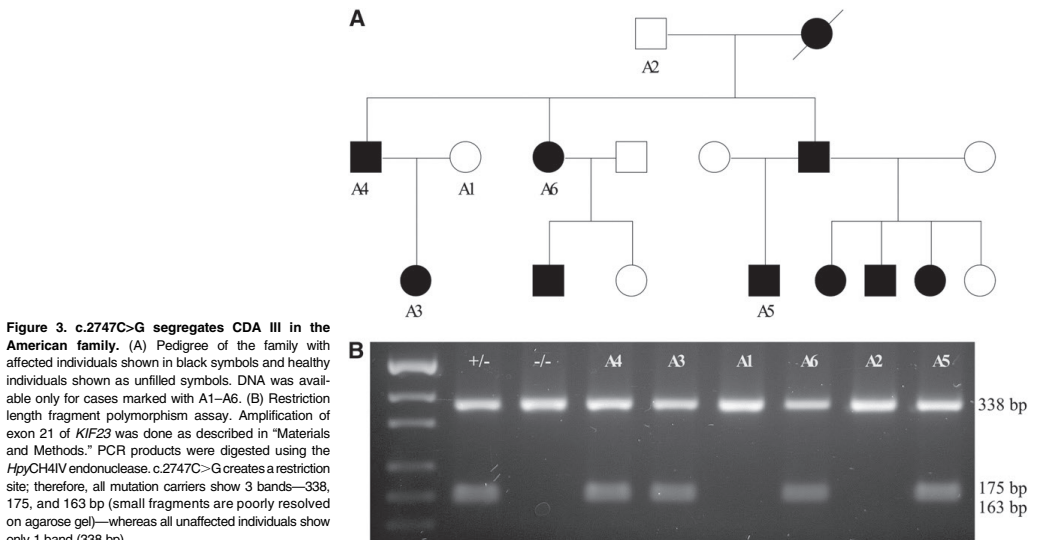 A
A2
A4
A1
A6
A3
A5
Figure 3. c.2747C>G segregates CDA III in the
American family. (A) Pedigree of the family with
affected individuals shown in black symbols and healthy
individuals shown as unfilled symbols. DNA was avail-
able only for cases marked with A1–A6. (B) Restriction
length fragment polymorphism assay. Amplification of
exon 21 of KIF23 was done as described in “Materials
and Methods.” PCR products were digested using the
HpyCH4IV endonuclease. c.2747C>G creates a restriction
site; therefore, all mutation carriers show 3 bands—338,
175, and 163 bp (small fragments are poorly resolved
on agarose gel)—whereas all unaffected individuals show
only 1 band (338 bp).
B
+/- -/- A4 A3 A1 A6 A2 A5
338 bp
175 bp
163 bp